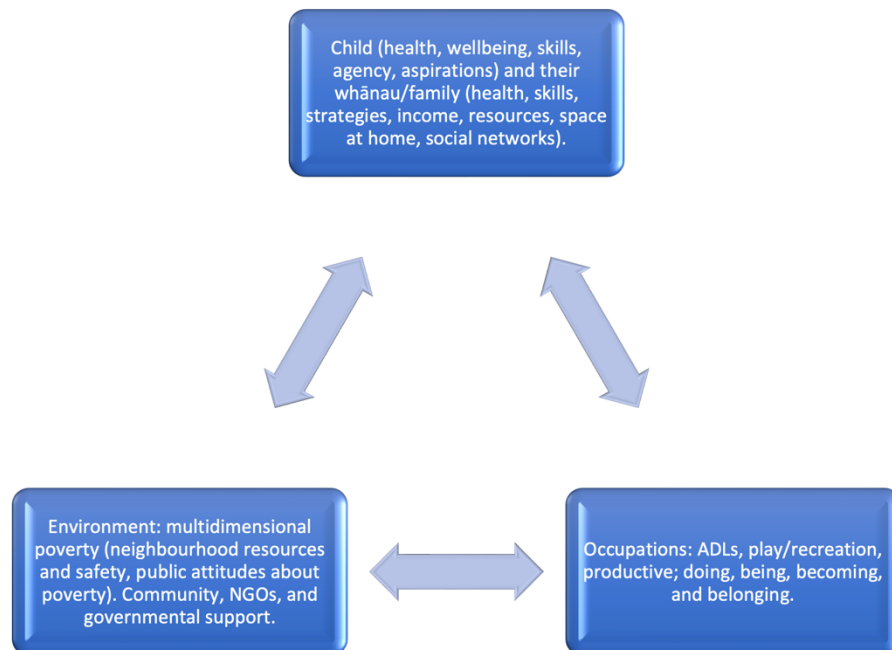 Child (health, wellbeing, skills,
agency, aspirations) and their
whānau/family (health, skills,
strategies, income, resources, space
at home, social networks).
Environment: multidimensional
poverty (neighbourhood resources
and safety, public attitudes about
poverty). Community, NGOs, and
governmental support.
Occupations: ADLs, play/recreation,
productive; doing, being, becoming,
and belonging.